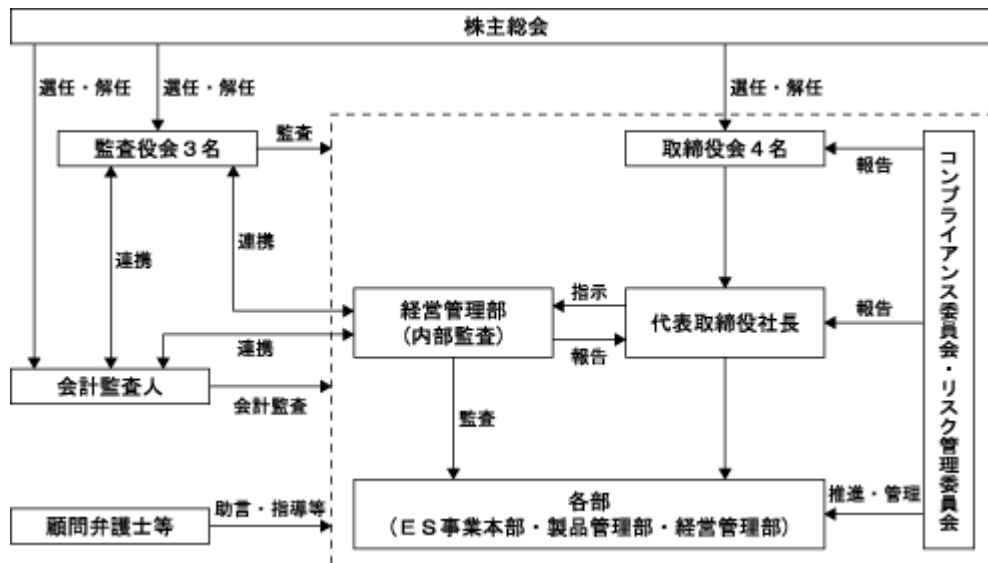 株主総会
選任・解任
選任・解任
選任・解任
監査役会3名
監査
取締役会4名
報告
コンプライアンス委員会・リスク管理委員会
連携
連携
指示
経営管理部
(内部監査)
代表取締役社長
報告
連携
報告
会計監査人
会計監査
監査
助言・指導等
顧問弁護士等
各部
(ES事業本部・製品管理部・経営管理部)
推進・管理